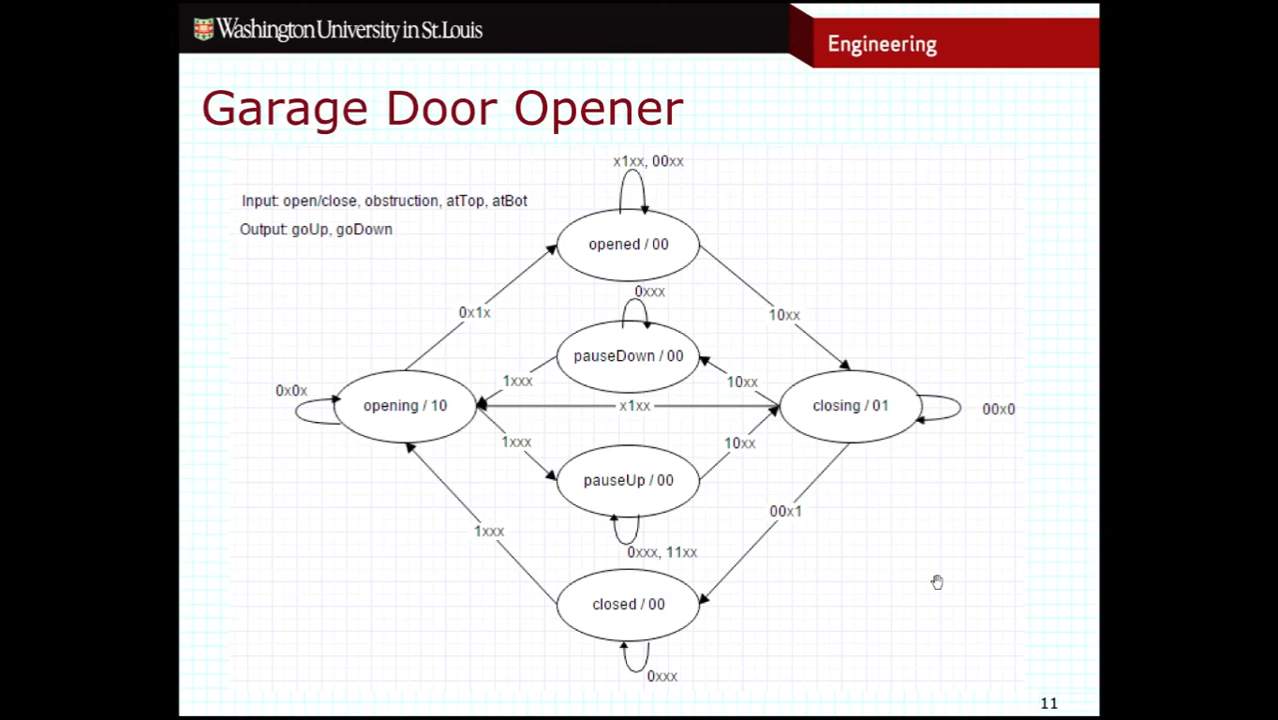 Washington University in St.Louis
Engineering
Garage Door Opener
x1xx, 00xx
Input: open/close, obstruction, atTop, atBot
Output: goUp, goDown
opened / 00
0xxx
0x1x
10xx
pauseDown / 00
1xxx
10xx
0x0x
opening / 10
x1xx
closing / 01
00x0
1xxx
10xx
pauseUp / 00
00x1
1xxx
0xxx, 11xx
closed / 00
0xxx
11